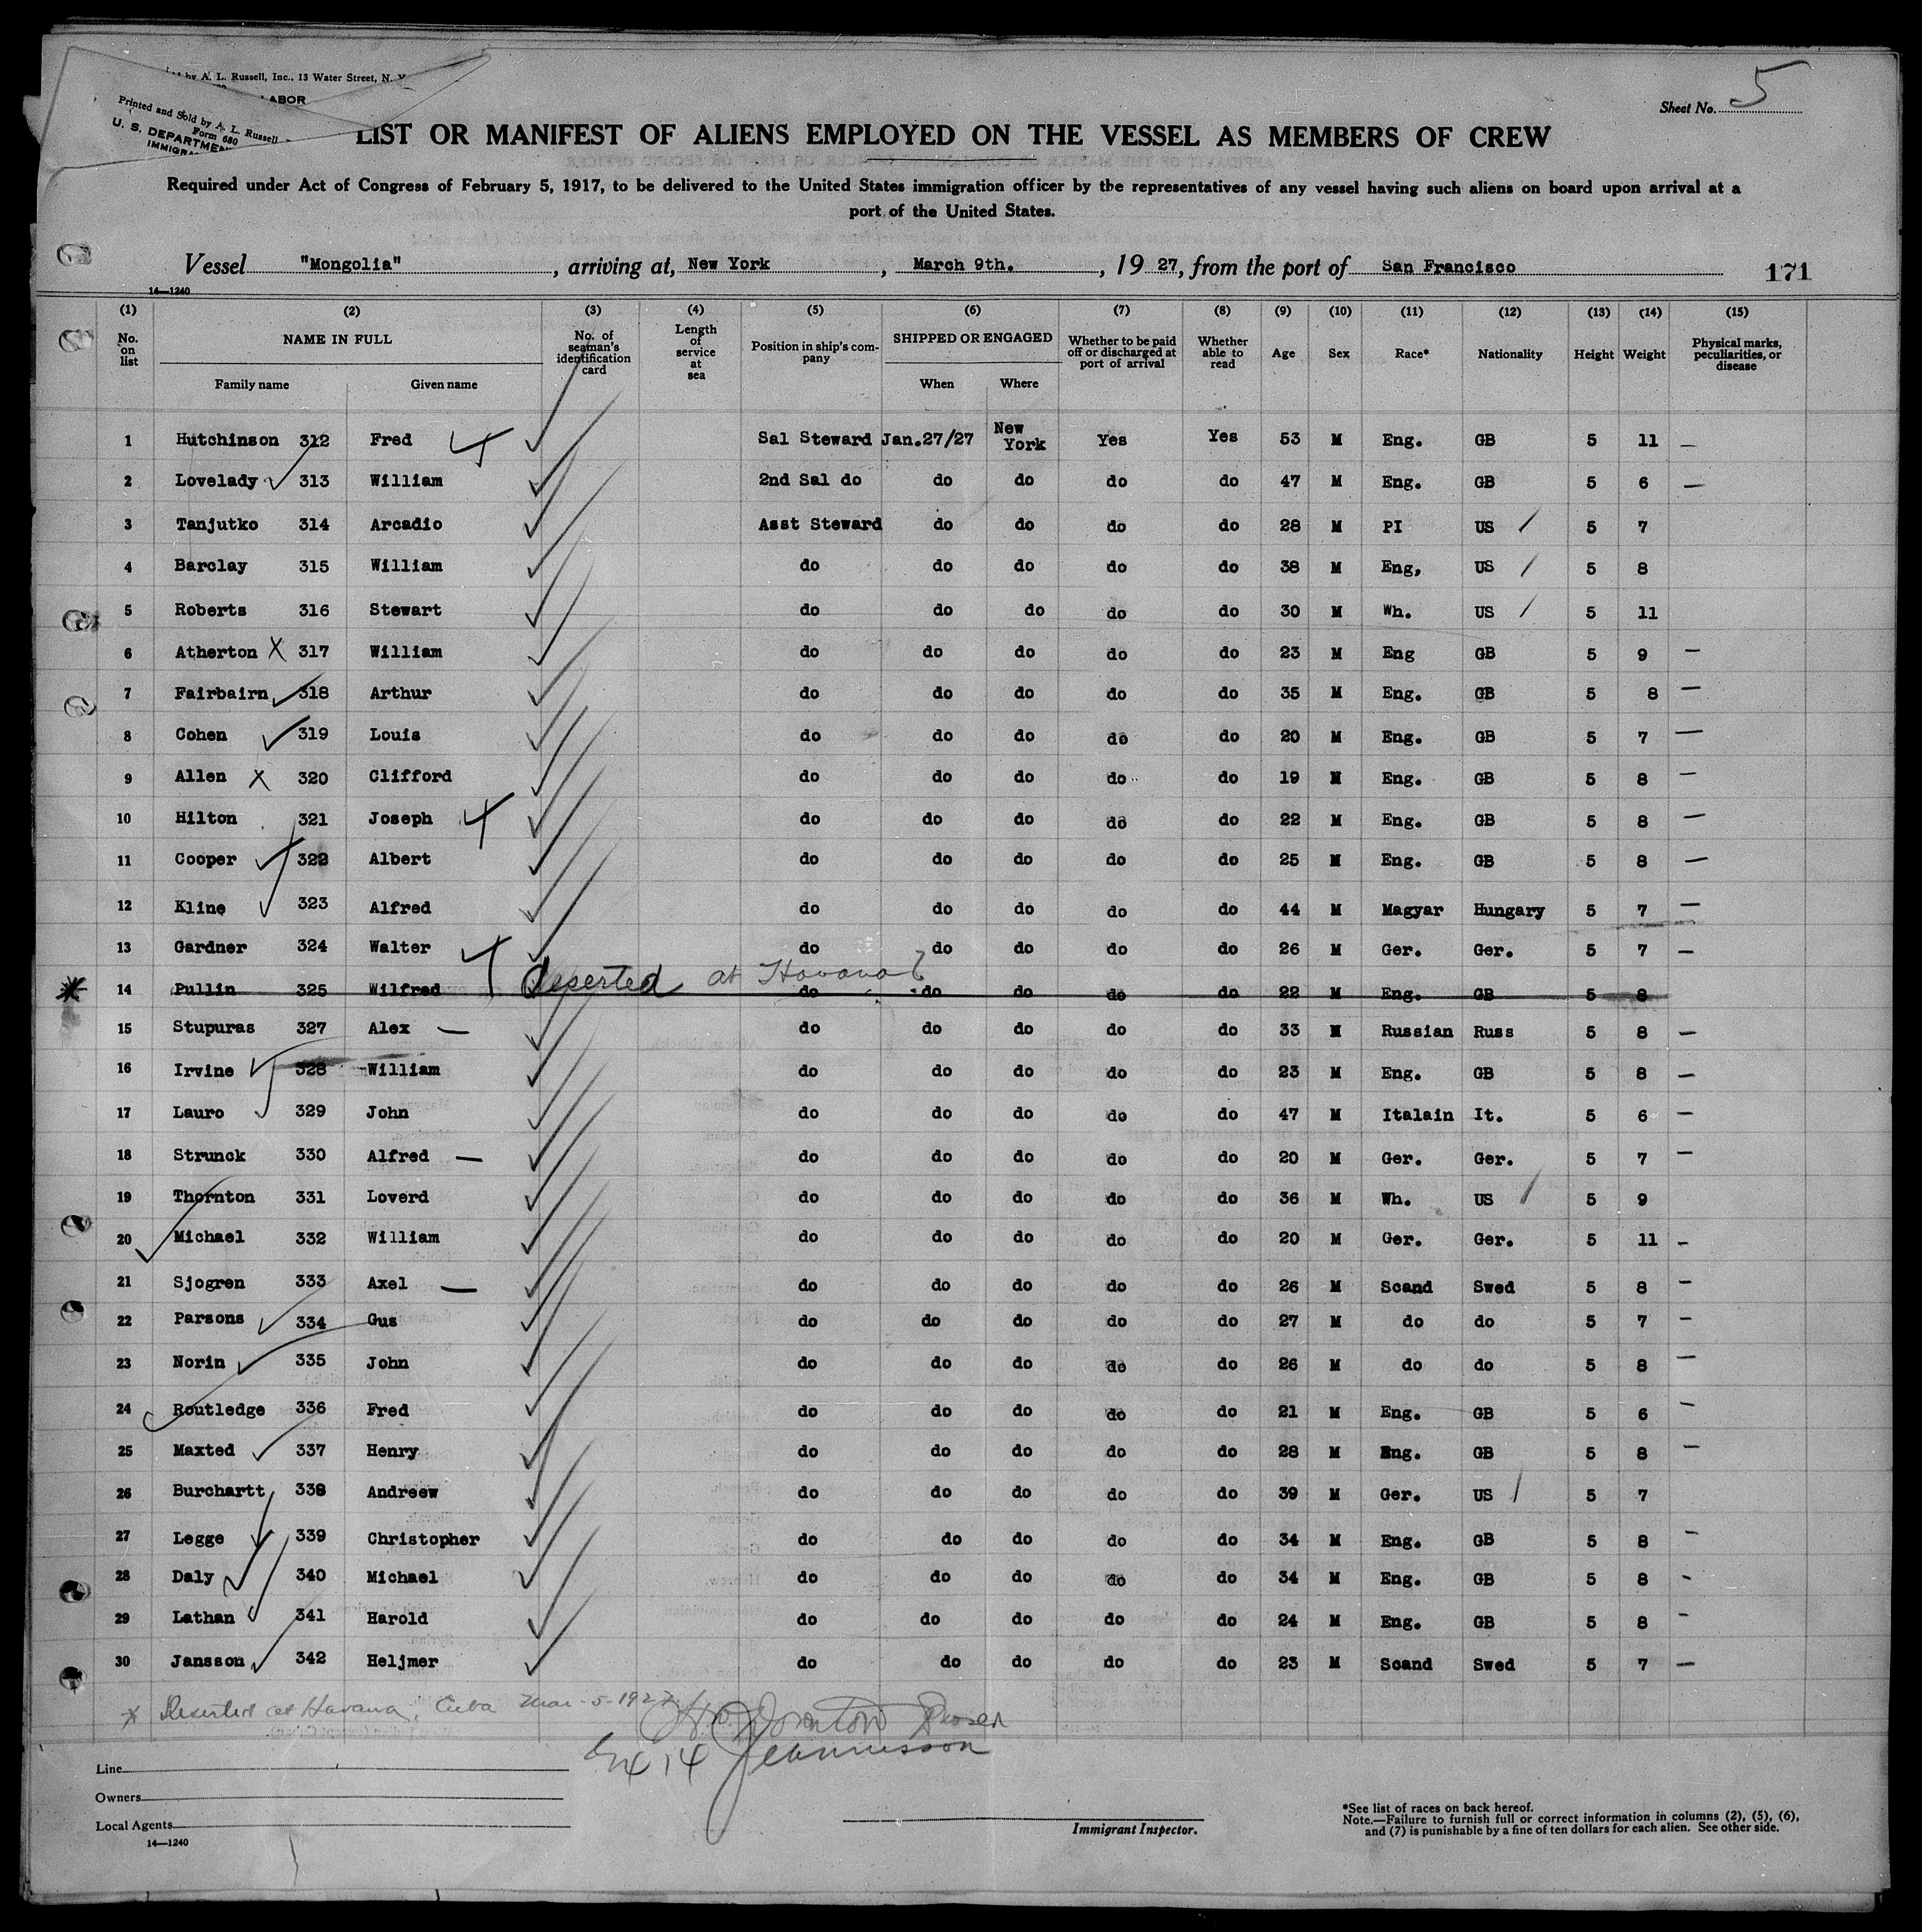 by A. L. Russell, Inc., 13 Water Street, N. Y
LABOR
Printed and Sold by A. L. Russell
Form 680
U. S. DEPARTMEN
IMMIGRA
Sheet No. 5
LIST OR MANIFEST OF ALIENS EMPLOYED ON THE VESSEL AS MEMBERS OF CREW
Required under Act of Congress of February 5, 1917, to be delivered to the United States immigration officer by the representatives of any vessel having such aliens on board upon arrival at a
port of the United States.
Vessel "Mongolia", arriving at, New York, March 9th., 19 27, from the port of San Francisco 171
14—1240
(1) (2) (3) (4) (5) (6) (7) (8) (9) (10) (11) (12) (13) (14) (15)
No. on list NAME IN FULL No. of seaman's identification card Length of service at sea Position in ship's company SHIPPED OR ENGAGED Whether to be paid off or discharged at port of arrival Whether able to read Age Sex Race* Nationality Height Weight Physical marks, peculiarities, or disease
Family name Given name When Where
1 Hutchinson 312 Fred Sal Steward Jan.27/27 New York Yes Yes 53 M Eng. GB 5 11 —
2 Lovelady 313 William 2nd Sal do do do do do 47 M Eng. GB 5 6 —
3 Tanjutko 314 Arcadio Asst Steward do do do do 28 M PI US / 5 7
4 Barclay 315 William do do do do do 38 M Eng, US / 5 8
5 Roberts 316 Stewart do do do do do 30 M Wh. US / 5 11
6 Atherton X 317 William do do do do do 23 M Eng GB 5 9 —
7 Fairbairn 318 Arthur do do do do do 35 M Eng. GB 5 8 —
8 Cohen 319 Louis do do do do do 20 M Eng. GB 5 7 —
9 Allen X 320 Clifford do do do do do 19 M Eng. GB 5 8 —
10 Hilton 321 Joseph do do do do do 22 M Eng. GB 5 8 —
11 Cooper 322 Albert do do do do do 25 M Eng. GB 5 8 —
12 Kline 323 Alfred do do do do do 44 M Magyar Hungary 5 7 —
13 Gardner 324 Walter do do do do do 26 M Ger. Ger. 5 7 —
Deserted at Havana
14 Pullin 325 Wilfred do do do do do 22 M Eng. GB 5 8
15 Stupuras 327 Alex — do do do do do 33 M Russian Russ 5 8 —
16 Irvine 328 William do do do do do 23 M Eng. GB 5 8 —
17 Lauro 329 John do do do do do 47 M Italain It. 5 6 —
18 Strunck 330 Alfred — do do do do do 20 M Ger. Ger. 5 7 —
19 Thornton 331 Loverd do do do do do 36 M Wh. US / 5 9
20 Michael 332 William do do do do do 20 M Ger. Ger. 5 11 —
21 Sjogren 333 Axel — do do do do do 26 M Scand Swed 5 8 —
22 Parsons 334 Gus do do do do do 27 M do do 5 7 —
23 Norin 335 John do do do do do 26 M do do 5 8 —
24 Routledge 336 Fred do do do do do 21 M Eng. GB 5 6 —
25 Maxted 337 Henry do do do do do 28 M Eng. GB 5 8 —
26 Burchartt 338 Andreew do do do do do 39 M Ger. US / 5 7
27 Legge 339 Christopher do do do do do 34 M Eng. GB 5 8 —
28 Daly 340 Michael do do do do do 34 M Eng. GB 5 8 -
29 Lathan 341 Harold do do do do do 24 M Eng. GB 5 8 —
30 Jansson 342 Heljmer do do do do do 23 M Scand Swed 5 7 —
* Deserted at Havana, Cuba Mar-5-1927
14
Line
Owners
Local Agents
14—1240
Immigrant Inspector.
*See list of races on back hereof.
Note.—Failure to furnish full or correct information in columns (2), (5), (6),
and (7) is punishable by a fine of ten dollars for each alien. See other side.